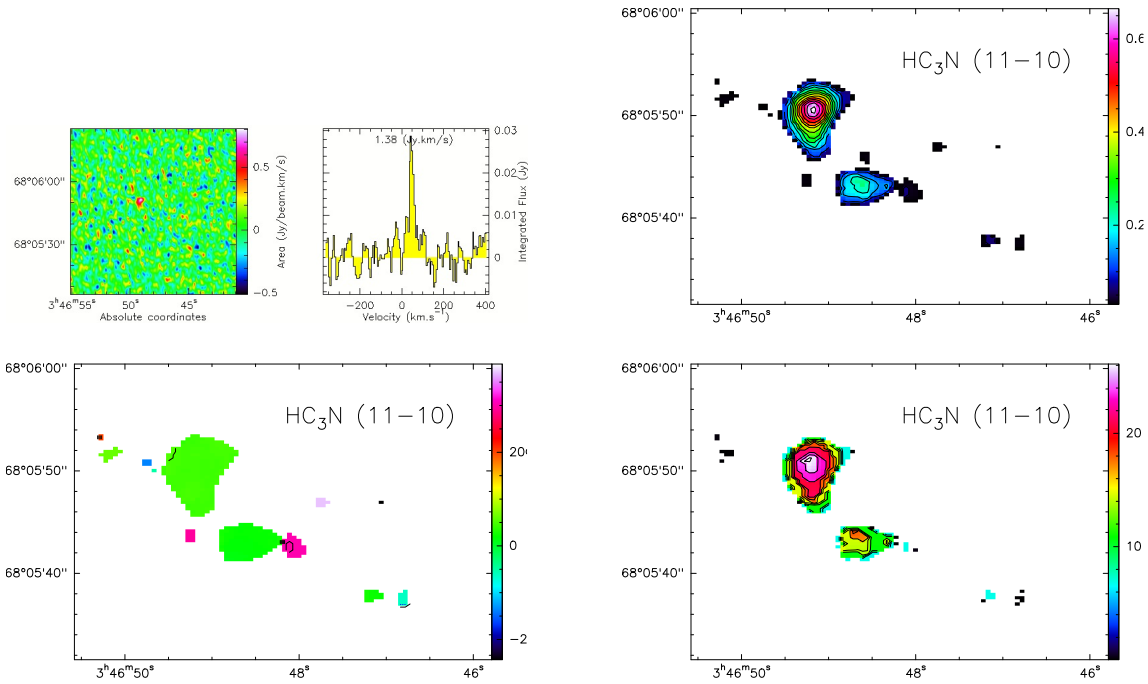 1.38 (Jy.km/s)
68°06'00''
68°05'30''
3ʰ46ᵐ55ˢ 50ˢ 45ˢ
Absolute coordinates
0.5
0
−0.5
Area (Jy/beam.km/s)
−200 0 200 400
Velocity (km.s⁻¹)
0.03
0.02
0.01
0
Integrated Flux (Jy)
68°06'00''
68°05'50''
68°05'40''
HC₃N (11−10)
3ʰ46ᵐ50ˢ 48ˢ 46ˢ
0.6
0.4
0.2
68°06'00''
68°05'50''
68°05'40''
HC₃N (11−10)
3ʰ46ᵐ50ˢ 48ˢ 46ˢ
0
68°06'00''
68°05'50''
68°05'40''
HC₃N (11−10)
3ʰ46ᵐ50ˢ 48ˢ 46ˢ
20
10